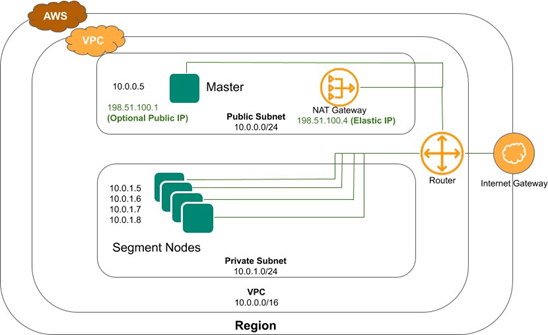 AWS
VPC
10.0.0.5
Master
198.51.100.1
(Optional Public IP)
NAT Gateway
198.51.100.4 (Elastic IP)
Public Subnet
10.0.0.0/24
Router
Internet Gateway
10.0.1.5
10.0.1.6
10.0.1.7
10.0.1.8
Segment Nodes
Private Subnet
10.0.1.0/24
VPC
10.0.0.0/16
Region